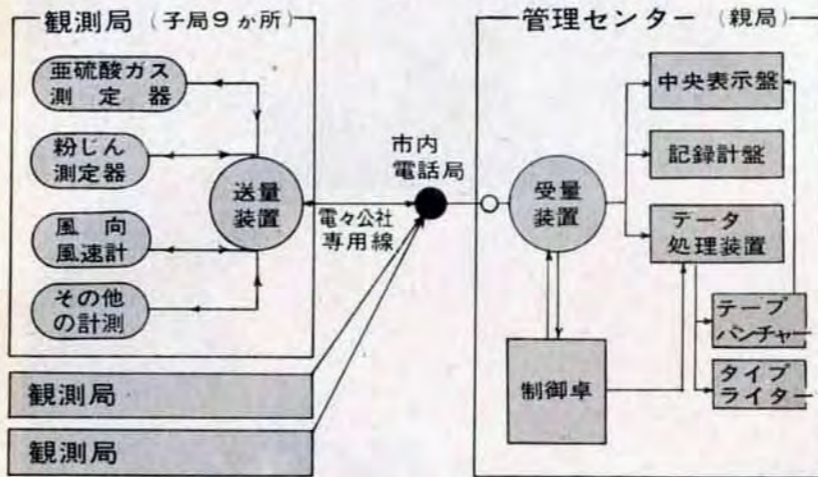 観測局（子局9か所）
亜硫酸ガス
測定器
粉じん
測定器
風向
風速計
その他
の計測
送量
装置
観測局
観測局
市内
電話局
電々公社
専用線
管理センター（親局）
受量
装置
制御卓
中央表示盤
記録計盤
テータ
処理装置
テープ
パンチャー
タイプ
ライター